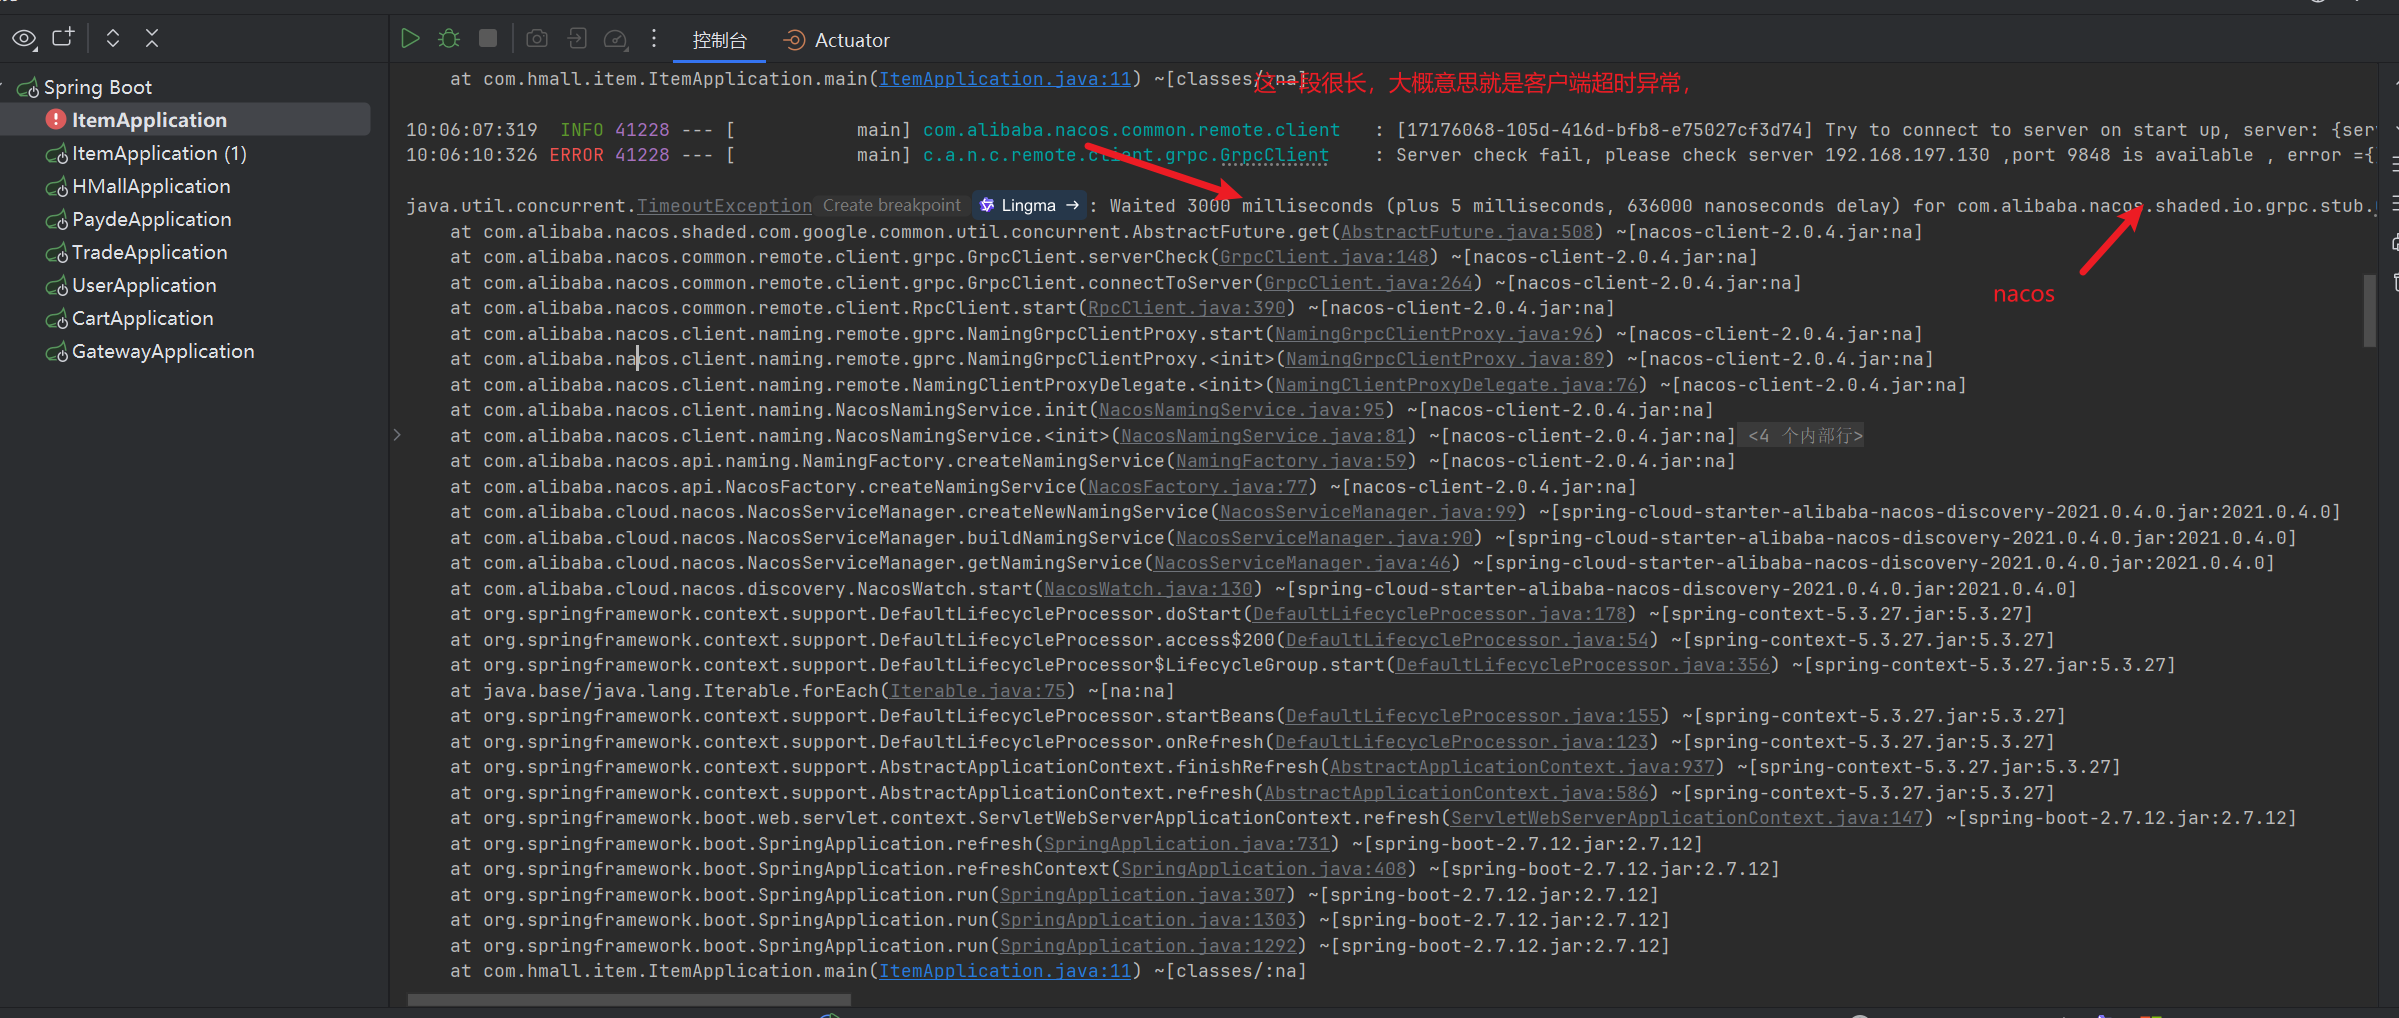 控制台
Actuator
Spring Boot
ItemApplication
ItemApplication (1)
HMallApplication
PaydeApplication
TradeApplication
UserApplication
CartApplication
GatewayApplication
at com.hmall.item.ItemApplication.main(ItemApplication.java:11) ~[classes/:na]
这一段很长，大概意思就是客户端超时异常，
10:06:07:319 INFO 41228 --- [ main] com.alibaba.nacos.common.remote.client : [17176068-105d-416d-bfb8-e75027cf3d74] Try to connect to server on start up, server: {ser
10:06:10:326 ERROR 41228 --- [ main] c.a.n.c.remote.client.grpc.GrpcClient : Server check fail, please check server 192.168.197.130 ,port 9848 is available , error ={
java.util.concurrent.TimeoutException Create breakpoint Lingma → : Waited 3000 milliseconds (plus 5 milliseconds, 636000 nanoseconds delay) for com.alibaba.nacos.shaded.io.grpc.stub.
at com.alibaba.nacos.shaded.com.google.common.util.concurrent.AbstractFuture.get(AbstractFuture.java:508) ~[nacos-client-2.0.4.jar:na]
at com.alibaba.nacos.common.remote.client.grpc.GrpcClient.serverCheck(GrpcClient.java:148) ~[nacos-client-2.0.4.jar:na]
at com.alibaba.nacos.common.remote.client.grpc.GrpcClient.connectToServer(GrpcClient.java:264) ~[nacos-client-2.0.4.jar:na]
nacos
at com.alibaba.nacos.common.remote.client.RpcClient.start(RpcClient.java:390) ~[nacos-client-2.0.4.jar:na]
at com.alibaba.nacos.client.naming.remote.gprc.NamingGrpcClientProxy.start(NamingGrpcClientProxy.java:96) ~[nacos-client-2.0.4.jar:na]
at com.alibaba.nacos.client.naming.remote.gprc.NamingGrpcClientProxy.<init>(NamingGrpcClientProxy.java:89) ~[nacos-client-2.0.4.jar:na]
at com.alibaba.nacos.client.naming.remote.NamingClientProxyDelegate.<init>(NamingClientProxyDelegate.java:76) ~[nacos-client-2.0.4.jar:na]
at com.alibaba.nacos.client.naming.NacosNamingService.init(NacosNamingService.java:95) ~[nacos-client-2.0.4.jar:na]
at com.alibaba.nacos.client.naming.NacosNamingService.<init>(NacosNamingService.java:81) ~[nacos-client-2.0.4.jar:na] <4 个内部行>
at com.alibaba.nacos.api.naming.NamingFactory.createNamingService(NamingFactory.java:59) ~[nacos-client-2.0.4.jar:na]
at com.alibaba.nacos.api.NacosFactory.createNamingService(NacosFactory.java:77) ~[nacos-client-2.0.4.jar:na]
at com.alibaba.cloud.nacos.NacosServiceManager.createNewNamingService(NacosServiceManager.java:99) ~[spring-cloud-starter-alibaba-nacos-discovery-2021.0.4.0.jar:2021.0.4.0]
at com.alibaba.cloud.nacos.NacosServiceManager.buildNamingService(NacosServiceManager.java:90) ~[spring-cloud-starter-alibaba-nacos-discovery-2021.0.4.0.jar:2021.0.4.0]
at com.alibaba.cloud.nacos.NacosServiceManager.getNamingService(NacosServiceManager.java:46) ~[spring-cloud-starter-alibaba-nacos-discovery-2021.0.4.0.jar:2021.0.4.0]
at com.alibaba.cloud.nacos.discovery.NacosWatch.start(NacosWatch.java:130) ~[spring-cloud-starter-alibaba-nacos-discovery-2021.0.4.0.jar:2021.0.4.0]
at org.springframework.context.support.DefaultLifecycleProcessor.doStart(DefaultLifecycleProcessor.java:178) ~[spring-context-5.3.27.jar:5.3.27]
at org.springframework.context.support.DefaultLifecycleProcessor.access$200(DefaultLifecycleProcessor.java:54) ~[spring-context-5.3.27.jar:5.3.27]
at org.springframework.context.support.DefaultLifecycleProcessor$LifecycleGroup.start(DefaultLifecycleProcessor.java:356) ~[spring-context-5.3.27.jar:5.3.27]
at java.base/java.lang.Iterable.forEach(Iterable.java:75) ~[na:na]
at org.springframework.context.support.DefaultLifecycleProcessor.startBeans(DefaultLifecycleProcessor.java:155) ~[spring-context-5.3.27.jar:5.3.27]
at org.springframework.context.support.DefaultLifecycleProcessor.onRefresh(DefaultLifecycleProcessor.java:123) ~[spring-context-5.3.27.jar:5.3.27]
at org.springframework.context.support.AbstractApplicationContext.finishRefresh(AbstractApplicationContext.java:937) ~[spring-context-5.3.27.jar:5.3.27]
at org.springframework.context.support.AbstractApplicationContext.refresh(AbstractApplicationContext.java:586) ~[spring-context-5.3.27.jar:5.3.27]
at org.springframework.boot.web.servlet.context.ServletWebServerApplicationContext.refresh(ServletWebServerApplicationContext.java:147) ~[spring-boot-2.7.12.jar:2.7.12]
at org.springframework.boot.SpringApplication.refresh(SpringApplication.java:731) ~[spring-boot-2.7.12.jar:2.7.12]
at org.springframework.boot.SpringApplication.refreshContext(SpringApplication.java:408) ~[spring-boot-2.7.12.jar:2.7.12]
at org.springframework.boot.SpringApplication.run(SpringApplication.java:307) ~[spring-boot-2.7.12.jar:2.7.12]
at org.springframework.boot.SpringApplication.run(SpringApplication.java:1303) ~[spring-boot-2.7.12.jar:2.7.12]
at org.springframework.boot.SpringApplication.run(SpringApplication.java:1292) ~[spring-boot-2.7.12.jar:2.7.12]
at com.hmall.item.ItemApplication.main(ItemApplication.java:11) ~[classes/:na]